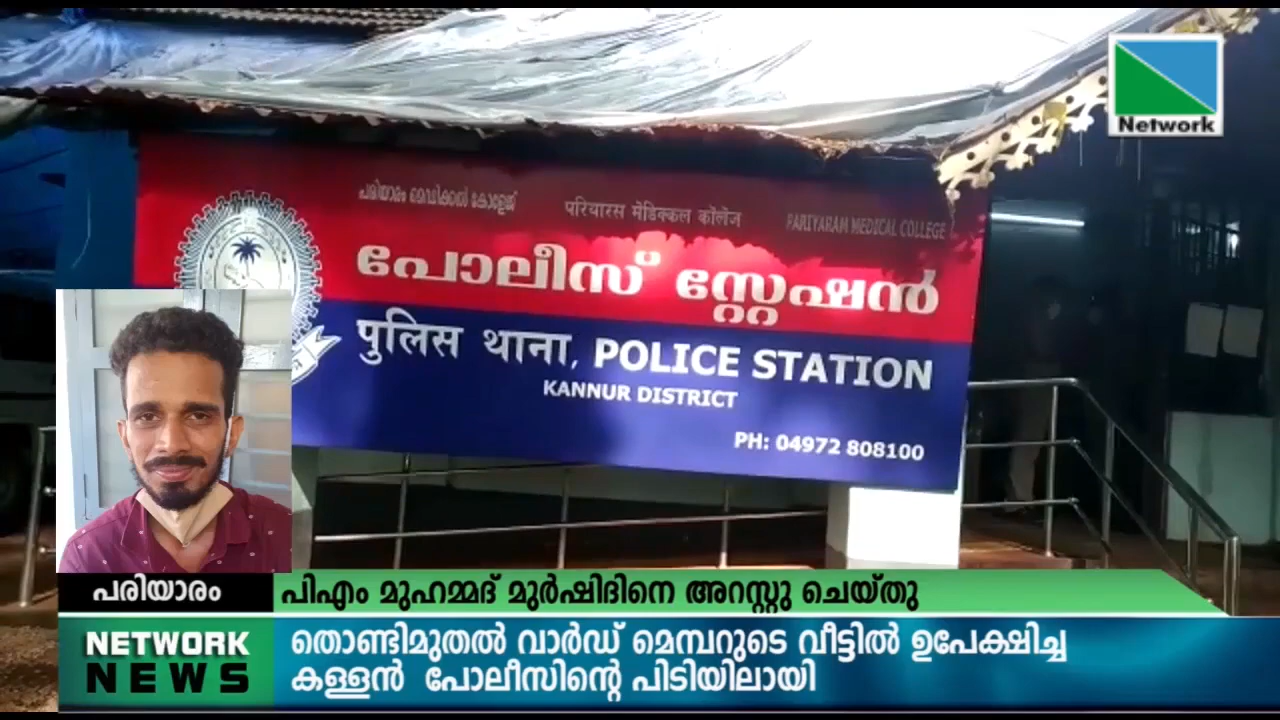 Network
പരിയാരം മെഡിക്കൽ കോളേജ് परियारस मेडिक्कल कॉलेज PARIYARAM MEDICAL COLLEGE
പോലീസ് സ്റ്റേഷൻ
पुलिस थाना, POLICE STATION
KANNUR DISTRICT
PH: 04972 808100
പരിയാരം
പിഎം മുഹമ്മദ് മുർഷിദിനെ അറസ്റ്റു ചെയ്തു
NETWORK
NEWS
തൊണ്ടിമുതൽ വാർഡ് മെമ്പറുടെ വീട്ടിൽ ഉപേക്ഷിച്ച
കള്ളൻ പോലീസിന്റെ പിടിയിലായി